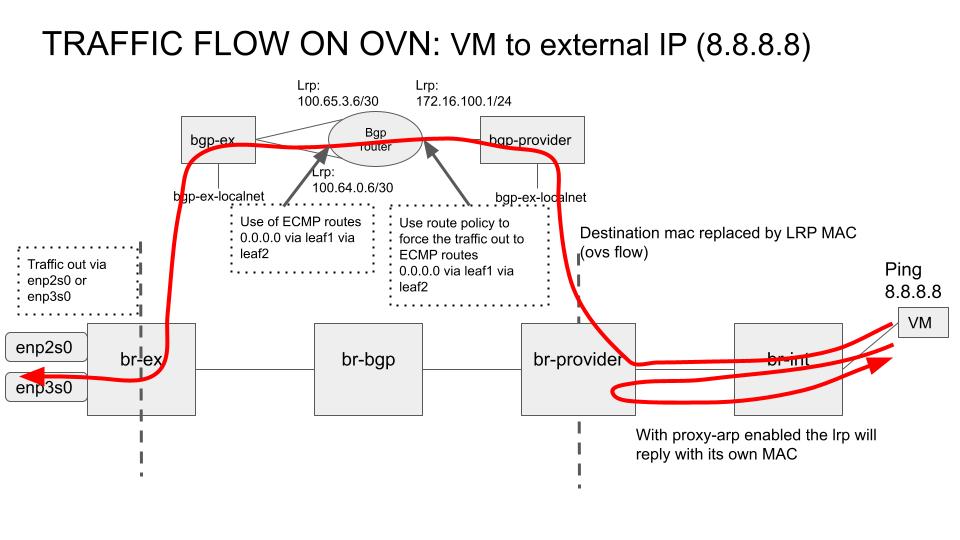 TRAFFIC FLOW ON OVN: VM to external IP (8.8.8.8)
Lrp:
100.65.3.6/30
Lrp:
172.16.100.1/24
bgp-ex
Bgp
router
bgp-provider
Lrp:
100.64.0.6/30
bgp-ex-localnet
bgp-ex-localnet
Use of ECMP routes
0.0.0.0 via leaf1 via
leaf2
Use route policy to
force the traffic out to
ECMP routes
0.0.0.0 via leaf1 via
leaf2
Destination mac replaced by LRP MAC
(ovs flow)
Traffic out via
enp2s0 or
enp3s0
Ping
8.8.8.8
VM
enp2s0
enp3s0
br-ex
br-bgp
br-provider
br-int
With proxy-arp enabled the lrp will
reply with its own MAC